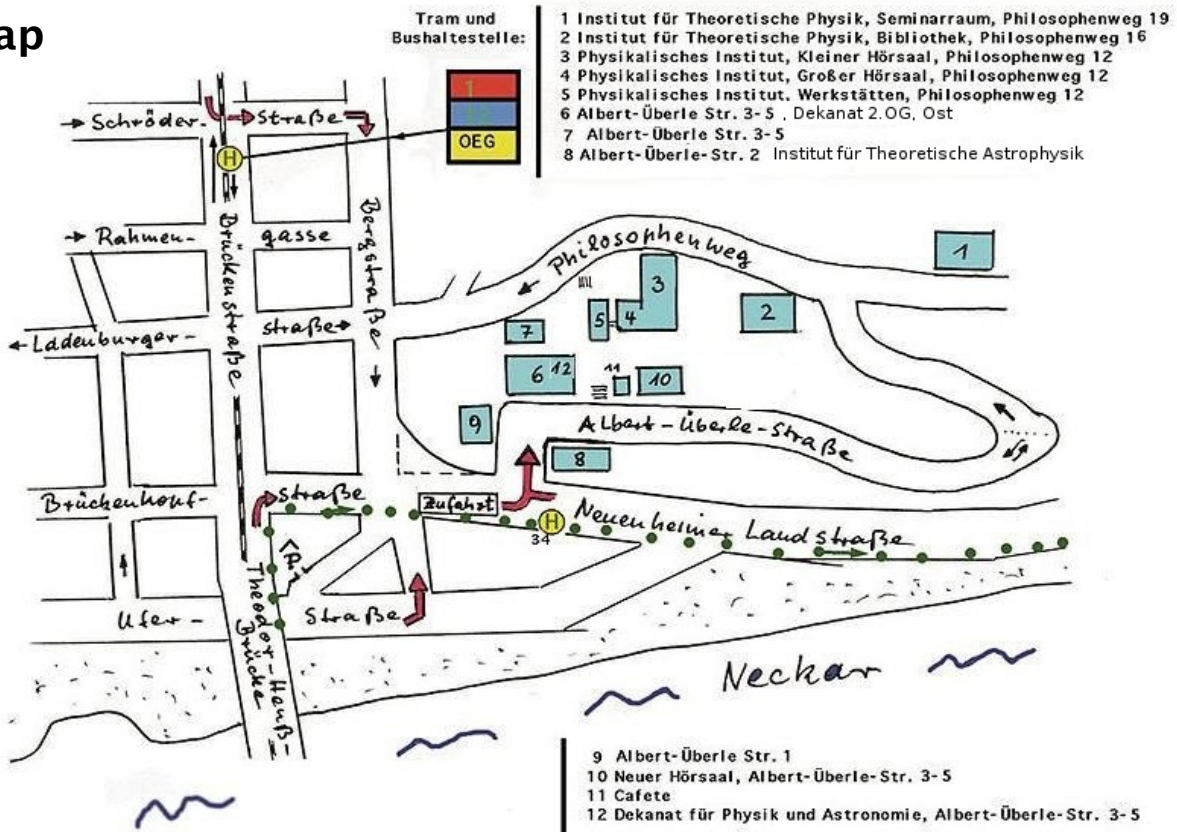 ap
Tram und
Bushaltestelle:
1
OEG
1 Institut für Theoretische Physik, Seminarraum, Philosophenweg 19
2 Institut für Theoretische Physik, Bibliothek, Philosophenweg 16
3 Physikalisches Institut, Kleiner Hörsaal, Philosophenweg 12
4 Physikalisches Institut, Großer Hörsaal, Philosophenweg 12
5 Physikalisches Institut, Werkstätten, Philosophenweg 12
6 Albert-Überle Str. 3-5 , Dekanat 2.OG, Ost
7 Albert-Überle Str. 3-5
8 Albert-Überle-Str. 2 Institut für Theoretische Astrophysik
Schröder- Straße
H
Rahmen- gasse
Brückenstraße
Bergstraße
Philosophenweg
1
3
2
5
4
7
Ladenburger- straße
6 12
11
10
9
Albert-Überle-Straße
8
Brückenkopf- Straße
Zufahrt
H
34
Neuenheimer Landstraße
Ufer- Straße
Theodor-Heuß-
Brücke
Neckar
9 Albert-Überle Str. 1
10 Neuer Hörsaal, Albert-Überle-Str. 3-5
11 Cafete
12 Dekanat für Physik und Astronomie, Albert-Überle-Str. 3-5